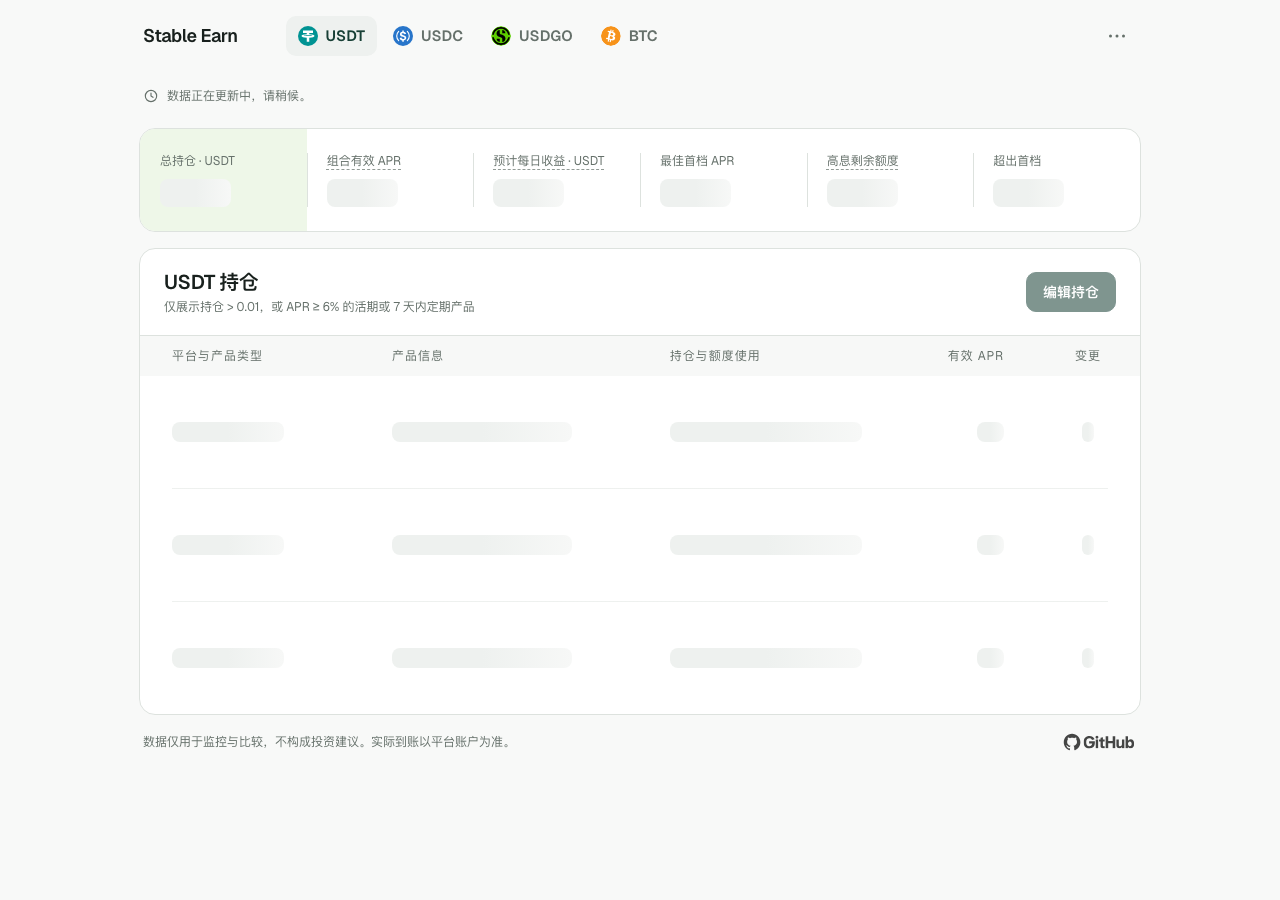 Stable Earn
USDT
USDC
USDGO
BTC
数据正在更新中，请稍候。
总持仓 · USDT
组合有效 APR
预计每日收益 · USDT
最佳首档 APR
高息剩余额度
超出首档
USDT 持仓
仅展示持仓 > 0.01，或 APR ≥ 6% 的活期或 7 天内定期产品
编辑持仓
平台与产品类型
产品信息
持仓与额度使用
有效 APR
变更
数据仅用于监控与比较，不构成投资建议。实际到账以平台账户为准。
GitHub